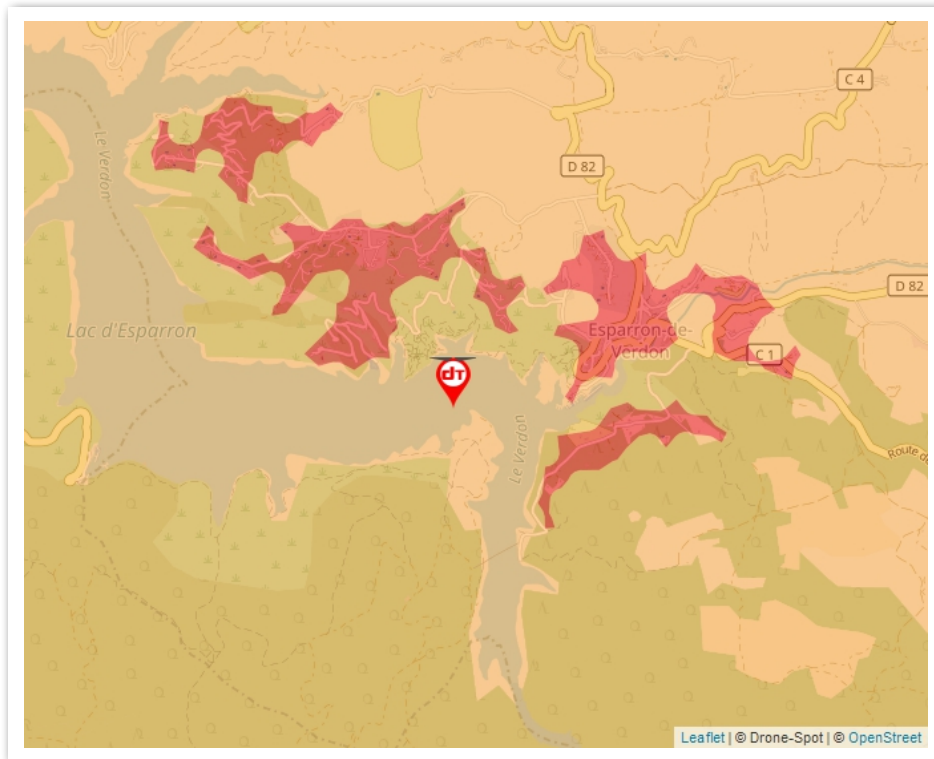 C 4
Le Verdon
D 82
D 82
Lac d'Esparron
Esparron-de-
Verdon
C 1
dT
Le Verdon
Route de
Leaflet | © Drone-Spot | © OpenStreet